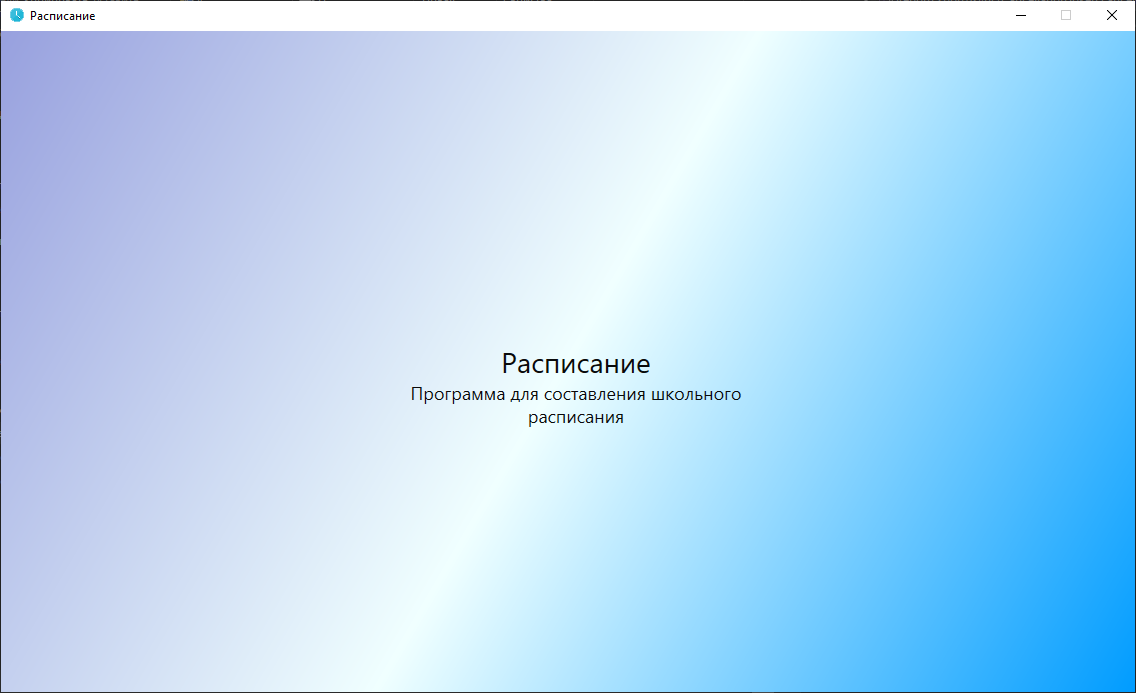 Расписание
Расписание
Программа для составления школьного
расписания